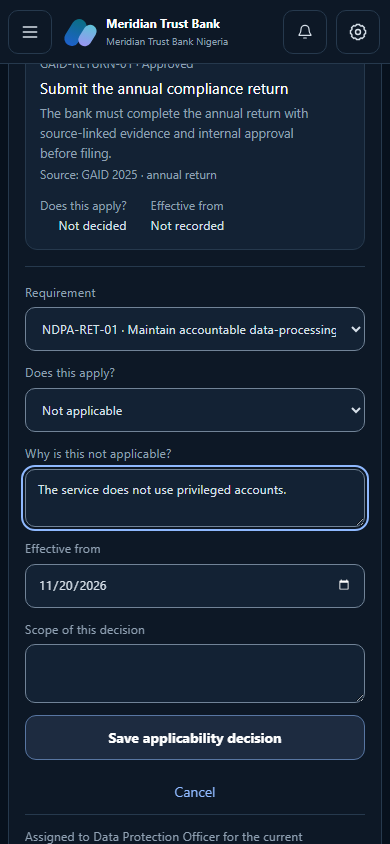 Meridian Trust Bank
Meridian Trust Bank Nigeria
GAID-RETURN-01 · Approved
Submit the annual compliance return
The bank must complete the annual return with
source-linked evidence and internal approval
before filing.
Source: GAID 2025 · annual return
Does this apply?
Not decided
Effective from
Not recorded
Requirement
NDPA-RET-01 · Maintain accountable data-processing
Does this apply?
Not applicable
Why is this not applicable?
The service does not use privileged accounts.
Effective from
11/20/2026
Scope of this decision
Save applicability decision
Cancel
Assigned to Data Protection Officer for the current